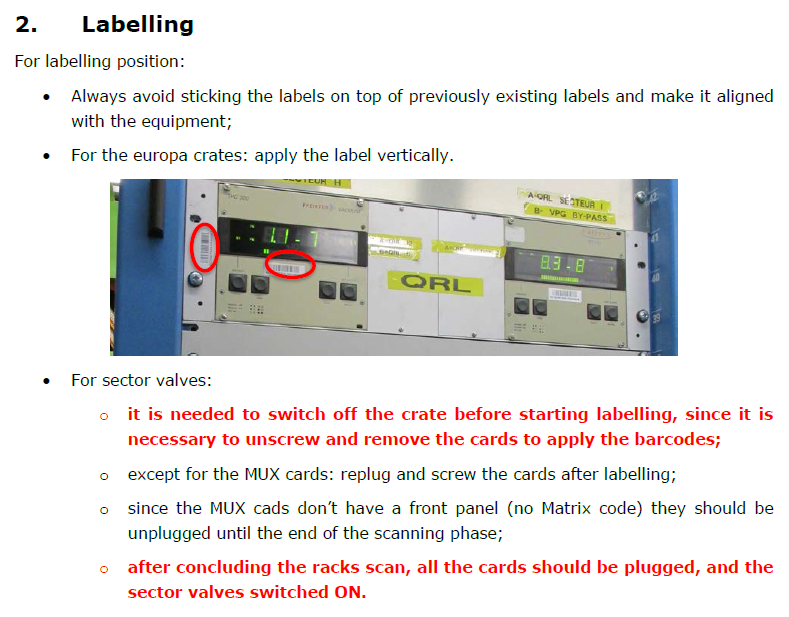 2. Labelling
For labelling position:
• Always avoid sticking the labels on top of previously existing labels and make it aligned
with the equipment;
• For the europa crates: apply the label vertically.
SECTEUR H
A-QRL SECTEUR I
B- VPG BY-PASS
QRL
• For sector valves:
o it is needed to switch off the crate before starting labelling, since it is
necessary to unscrew and remove the cards to apply the barcodes;
o except for the MUX cards: replug and screw the cards after labelling;
o since the MUX cads don’t have a front panel (no Matrix code) they should be
unplugged until the end of the scanning phase;
o after concluding the racks scan, all the cards should be plugged, and the
sector valves switched ON.